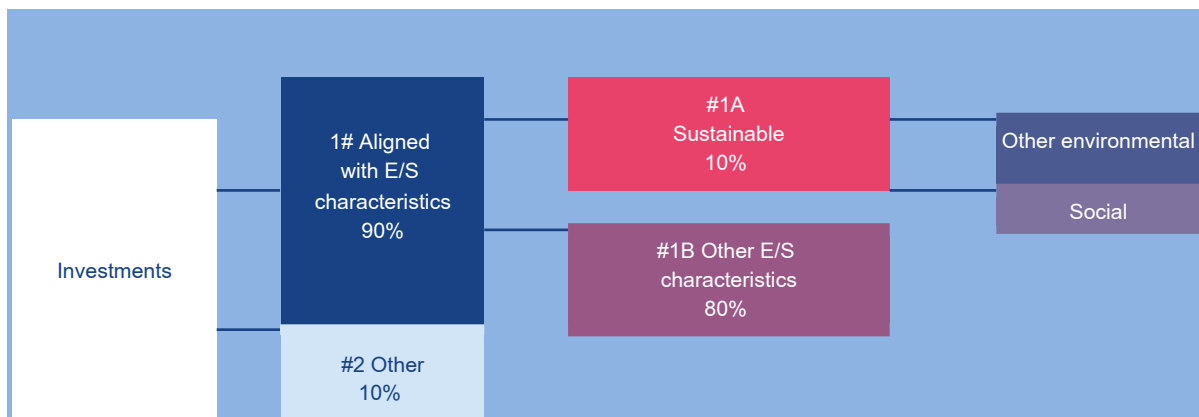 Investments
1# Aligned
with E/S
characteristics
90%
#2 Other
10%
#1A
Sustainable
10%
#1B Other E/S
characteristics
80%
Other environmental
Social